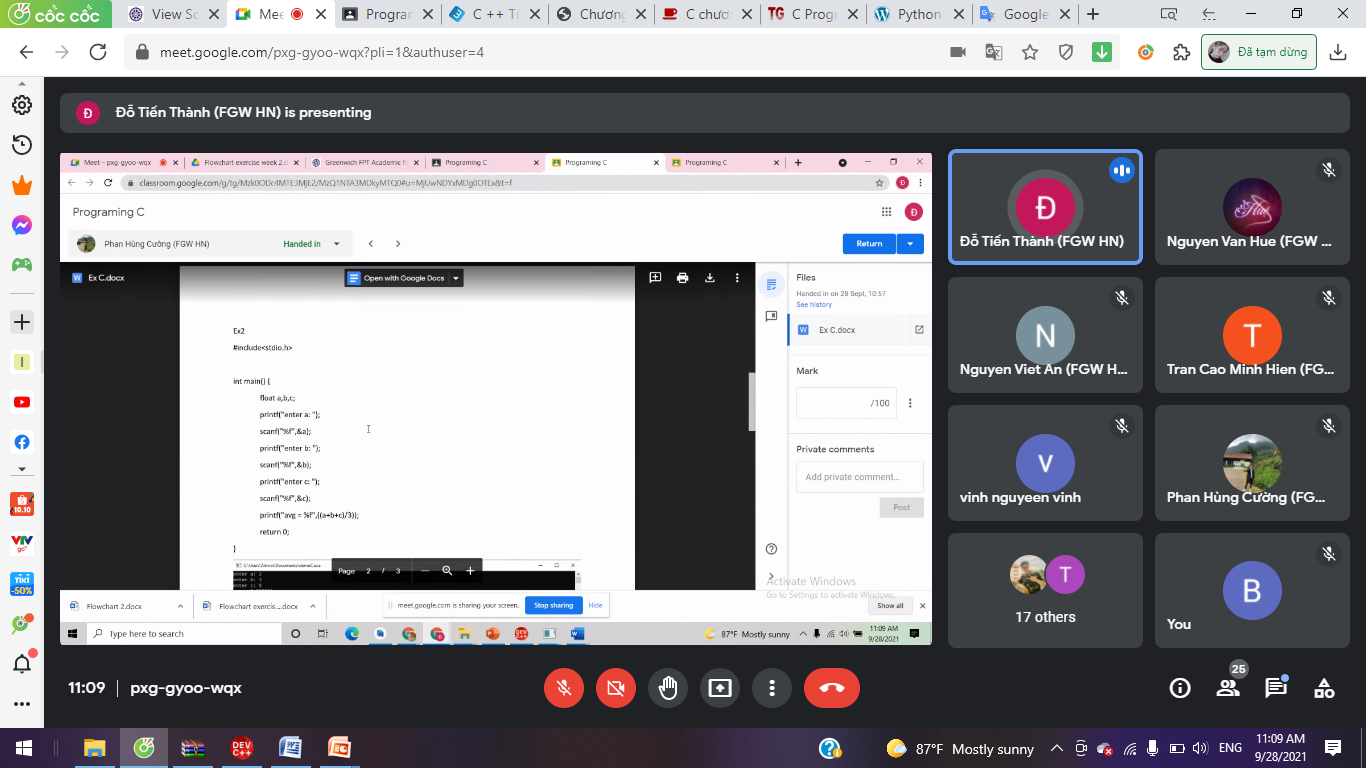 cốc cốc
View Sc
Mee
Program
C ++ Ti
Chương
C chươ
C Progr
Python
Google
meet.google.com/pxg-gyoo-wqx?pli=1&authuser=4
Đã tạm dừng
Đ
Đỗ Tiến Thành (FGW HN) is presenting
Meet – pxg-gyoo-wqx
Flowchart exercise week 2.d
Greenwich FPT Academic Po
Programing C
Programing C
Programing C
Programing C
Đ
Phan Hùng Cường (FGW HN)
Handed in
Return
Ex C.docx
Open with Google Docs
Ex2
#include<stdio.h>
int main() {
float a,b,c;
printf("enter a: ");
scanf("%f",&a);
printf("enter b: ");
scanf("%f",&b);
printf("enter c: ");
scanf("%f",&c);
printf("avg = %f",((a+b+c)/3));
return 0;
}
Page 2 / 3
Files
Handed in on 28 Sept, 10:57
See history
Ex C.docx
Mark
/100
Private comments
Add private comment...
Post
Activate Windows
Go to Settings to activate Windows.
Flowchart 2.docx
Flowchart exercis....docx
meet.google.com is sharing your screen.
Stop sharing
Hide
Show all
Type here to search
87°F Mostly sunny
11:09 AM
9/28/2021
Đ
Đỗ Tiến Thành (FGW HN)
Nguyen Van Hue (FGW ...
N
Nguyen Viet An (FGW H...
T
Tran Cao Minh Hien (FG...
V
vinh nguyeen vinh
Phan Hùng Cường (FG...
T
17 others
B
You
10.10
VTV
go
TIKI
-50%
11:09
pxg-gyoo-wqx
25
DEV
C++
87°F Mostly sunny
ENG
11:09 AM
9/28/2021